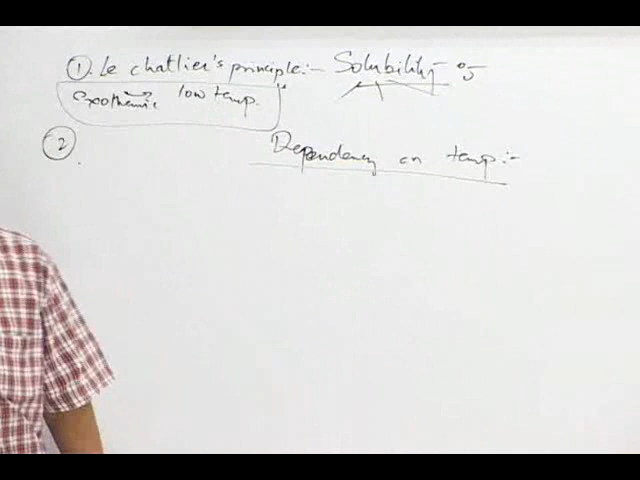 1. Le chatlier's principle:- Solubility of
exothermic low temp.
2 Dependency on temp:-